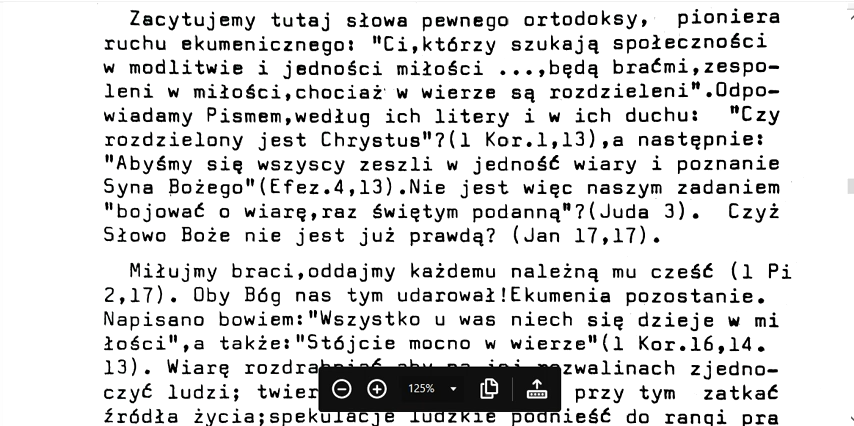 Zacytujemy tutaj słowa pewnego ortodoksy, pioniera
ruchu ekumenicznego: "Ci,którzy szukają społeczności
w modlitwie i jedności miłości ...,będą braćmi,zespo-
leni w miłości,chociaż w wierze są rozdzieleni".Odpo-
wiadamy Pismem,według ich litery i w ich duchu: "Czy
rozdzielony jest Chrystus"?(1 Kor.1,13),a następnie:
"Abyśmy się wszyscy zeszli w jedność wiary i poznanie
Syna Bożego"(Efez.4,13).Nie jest więc naszym zadaniem
"bojować o wiarę,raz świętym podanną"?(Juda 3). Czyż
Słowo Boże nie jest już prawdą? (Jan 17,17).
Miłujmy braci,oddajmy każdemu należną mu cześć (1 Pi
2,17). Oby Bóg nas tym udarował!Ekumenia pozostanie.
Napisano bowiem:"Wszystko u was niech się dzieje w mi
łości",a także:"Stójcie mocno w wierze"(1 Kor.16,14.
13). Wiarę aby na jej rozwalinach zjedno-
czyć ludzi; przy tym zatkać
źródła życia;spekulacje ludzkie podnieść do rangi pra
125%